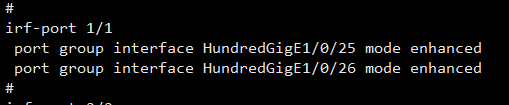 #
irf-port 1/1
 port group interface HundredGigE1/0/25 mode enhanced
 port group interface HundredGigE1/0/26 mode enhanced
#